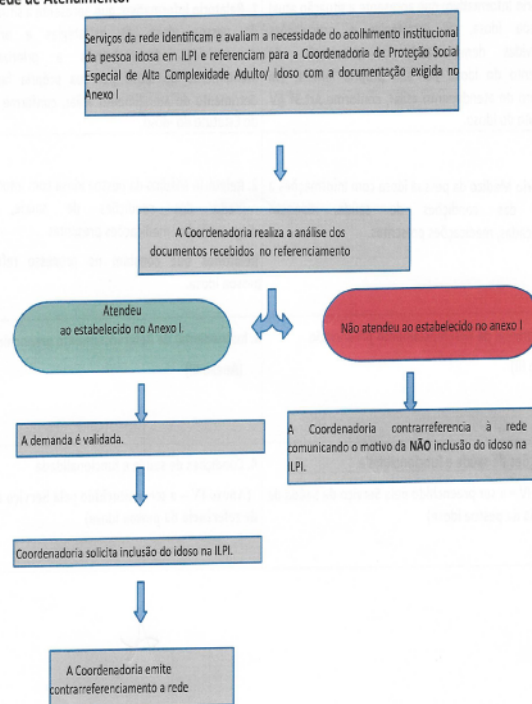 ede de Atendimento.
Serviços da rede identificam e avaliam a necessidade do acolhimento institucional
da pessoa idosa em ILPI e referenciam para a Coordenadoria de Proteção Social
Especial de Alta Complexidade Adulto/ Idoso com a documentação exigida no
Anexo I
A Coordenadoria realiza a análise dos
documentos recebidos no referenciamento
Atendeu
ao estabelecido no Anexo I.
Não atendeu ao estabelecido no anexo I
A demanda é validada.
A Coordenadoria contrarreferencia à rede
comunicando o motivo da NÃO inclusão do idoso na
ILPI.
Coordenadoria solicita inclusão do idoso na ILPI.
A Coordenadoria emite
contrarreferenciamento a rede